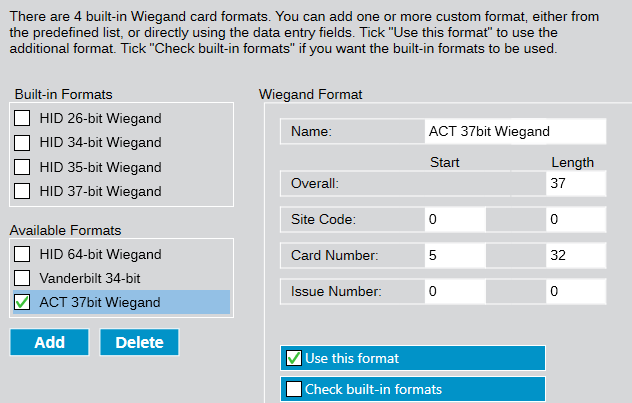 There are 4 built-in Wiegand card formats. You can add one or more custom format, either from
the predefined list, or directly using the data entry fields. Tick "Use this format" to use the
additional format. Tick "Check built-in formats" if you want the built-in formats to be used.
Built-in Formats
HID 26-bit Wiegand
HID 34-bit Wiegand
HID 35-bit Wiegand
HID 37-bit Wiegand
Available Formats
HID 64-bit Wiegand
Vanderbilt 34-bit
ACT 37bit Wiegand
Add Delete
Wiegand Format
Name: ACT 37bit Wiegand
Start Length
Overall: 37
Site Code: 0 0
Card Number: 5 32
Issue Number: 0 0
Use this format
Check built-in formats